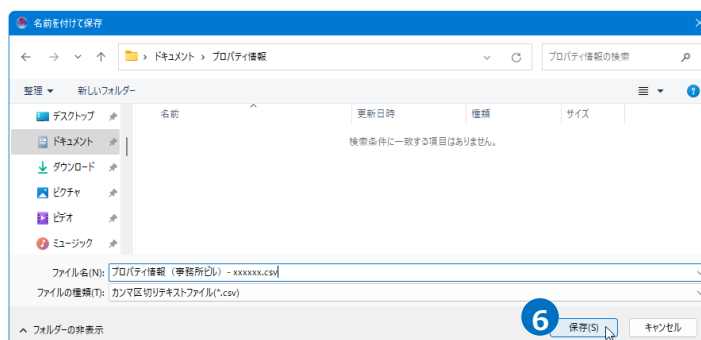 名前を付けて保存
ドキュメント › プロパティ情報
プロパティ情報の検索
整理 新しいフォルダー
名前 更新日時 種類 サイズ
デスクトップ
ドキュメント
検索条件に一致する項目はありません。
ダウンロード
ピクチャ
ビデオ
ミュージック
ファイル名(N): プロパティ情報（事務所ビル）- xxxxxx.csv
ファイルの種類(T): カンマ区切りテキストファイル(*.csv)
フォルダーの非表示
6
保存(S) キャンセル